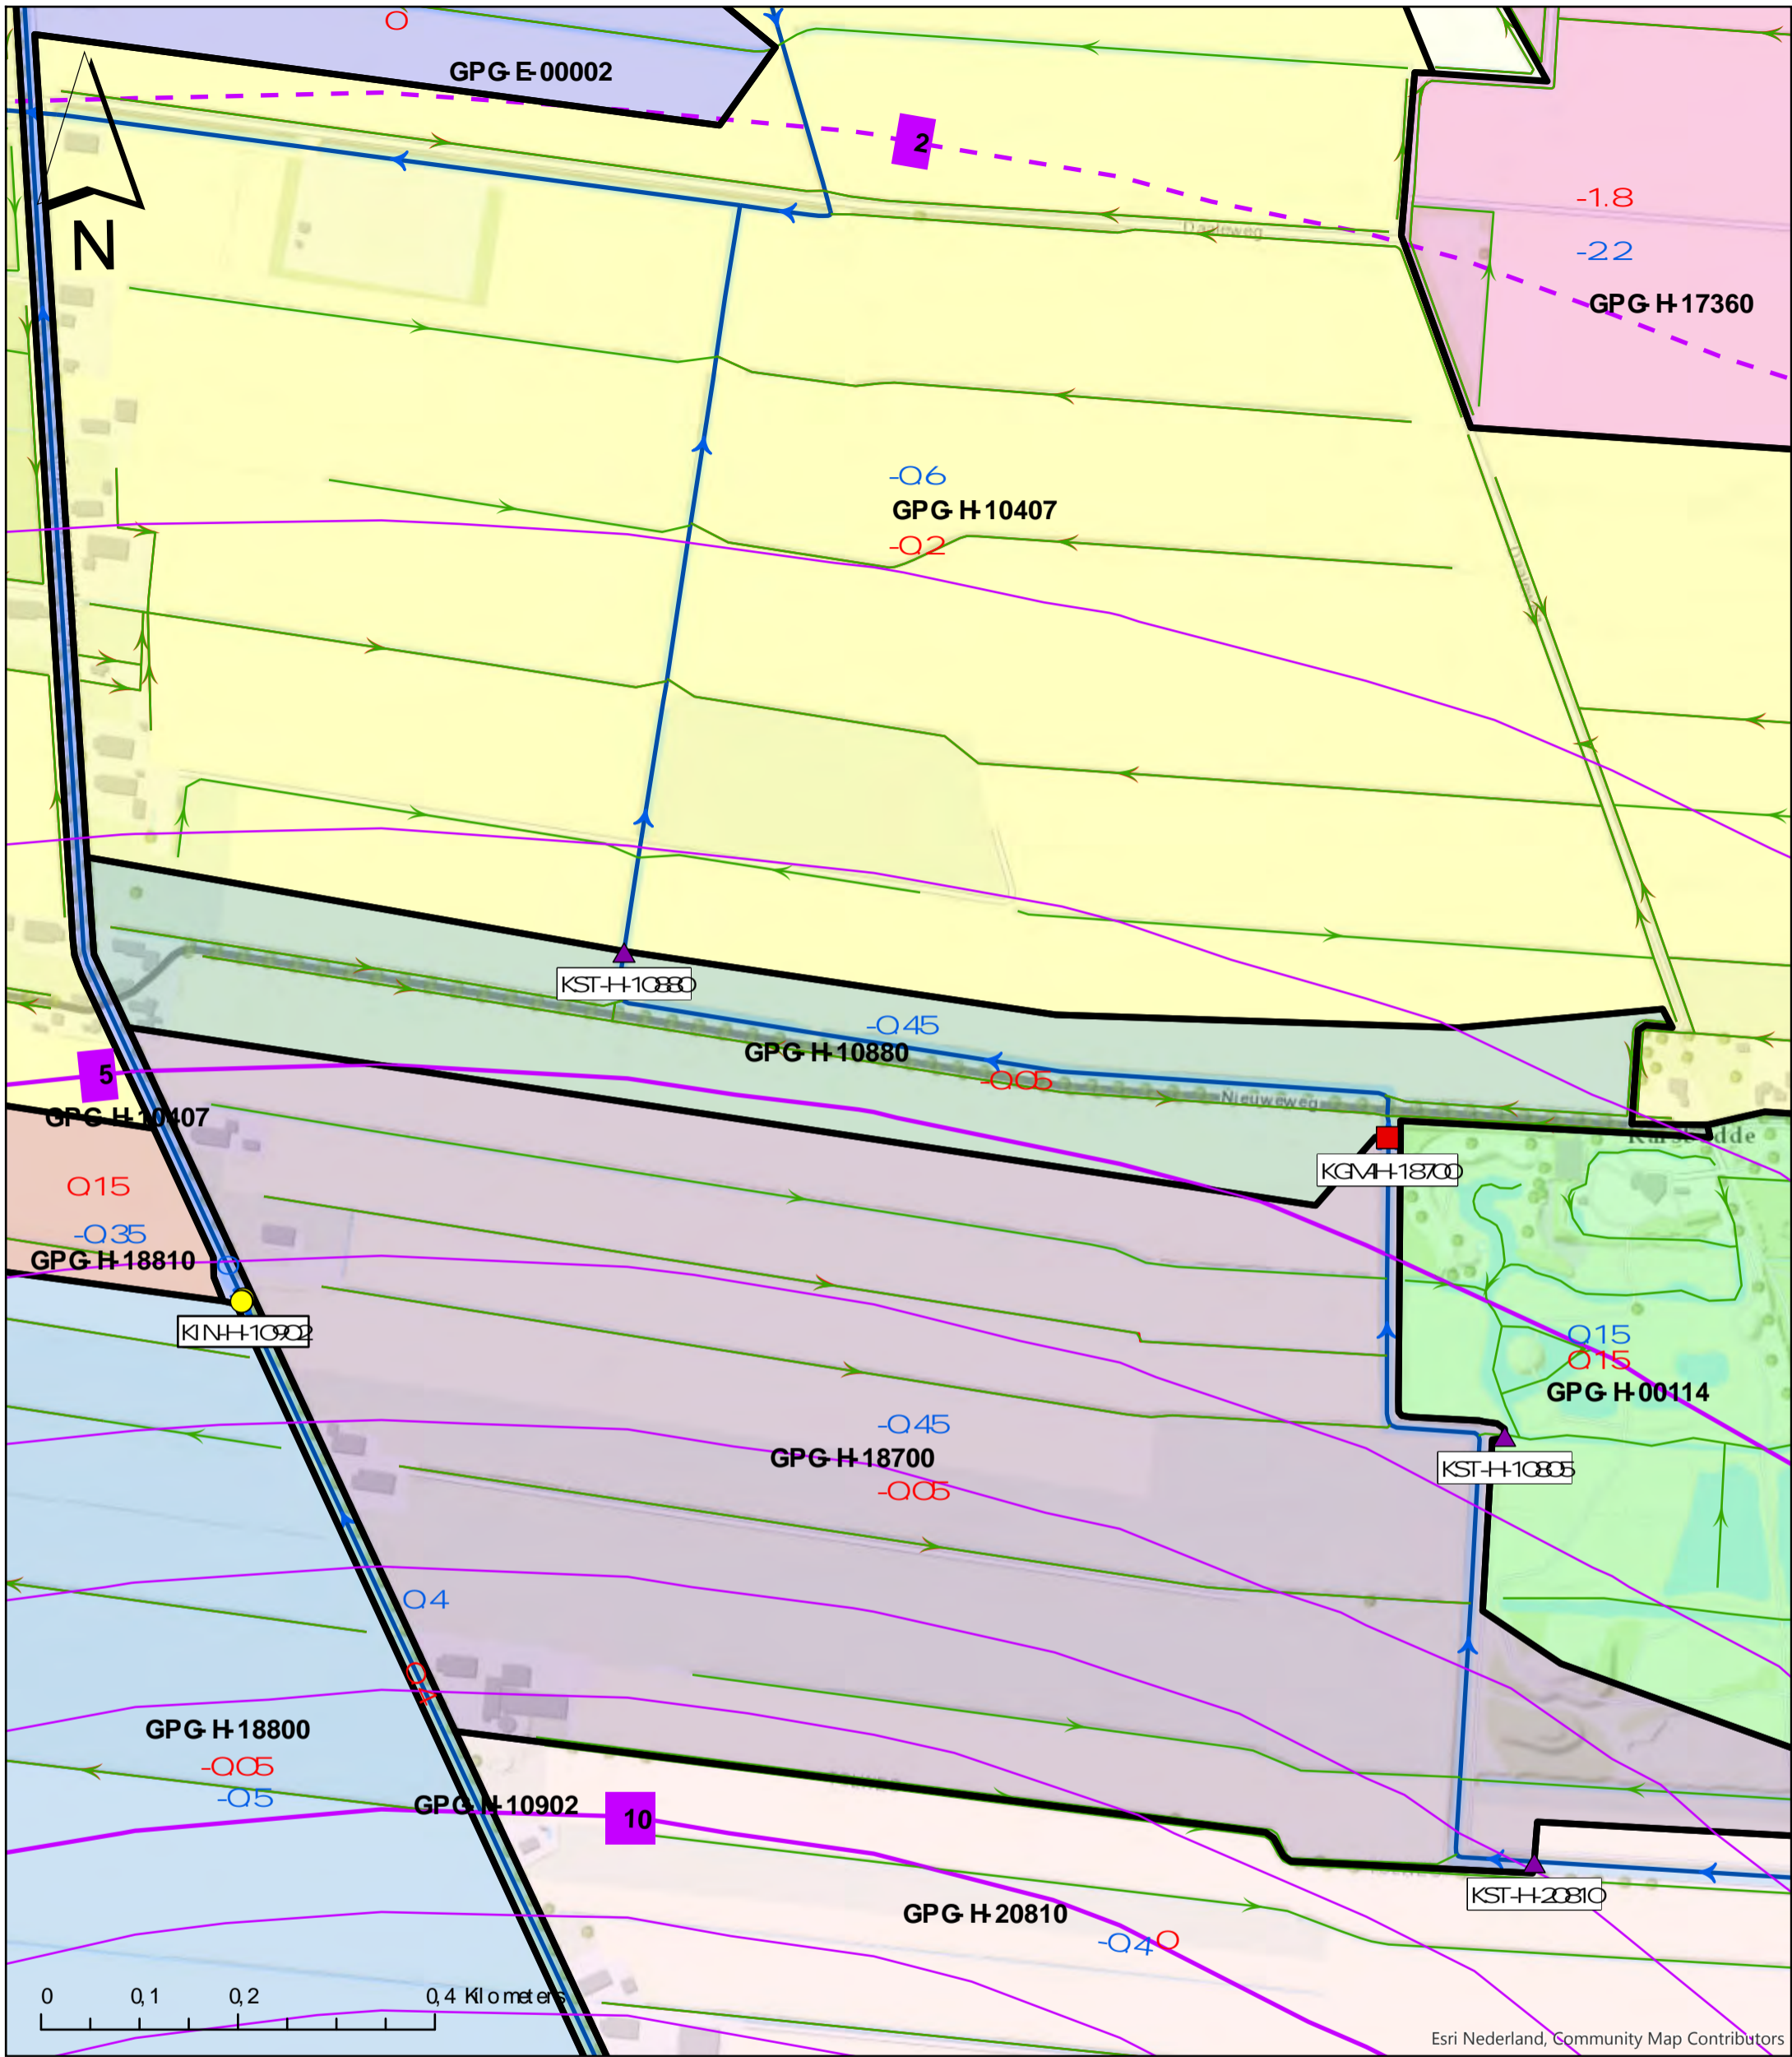 0
GPG-E-00002
2
-1.8
Daaleweg
N
-2.2
GPG-H-17360
-0.6
GPG-H-10407
-0.2
KST-H-10880
-0.45
GPG-H-10880
5
-0.05
Nieuweweg
GPG-H-10407
KGM-H-18700
0.15
-0.35
GPG-H-18810
0
KIN-H-10902
0.15
0.15
GPG-H-00114
-0.45
GPG-H-18700
-0.05
KST-H-10805
0.4
0.4
GPG-H-18800
-0.05
-0.5
GPG-H-10902
10
KST-H-20810
GPG-H-20810
-0.4 0
0 0,1 0,2 0,4 Kilometers
Esri Nederland, Community Map Contributors